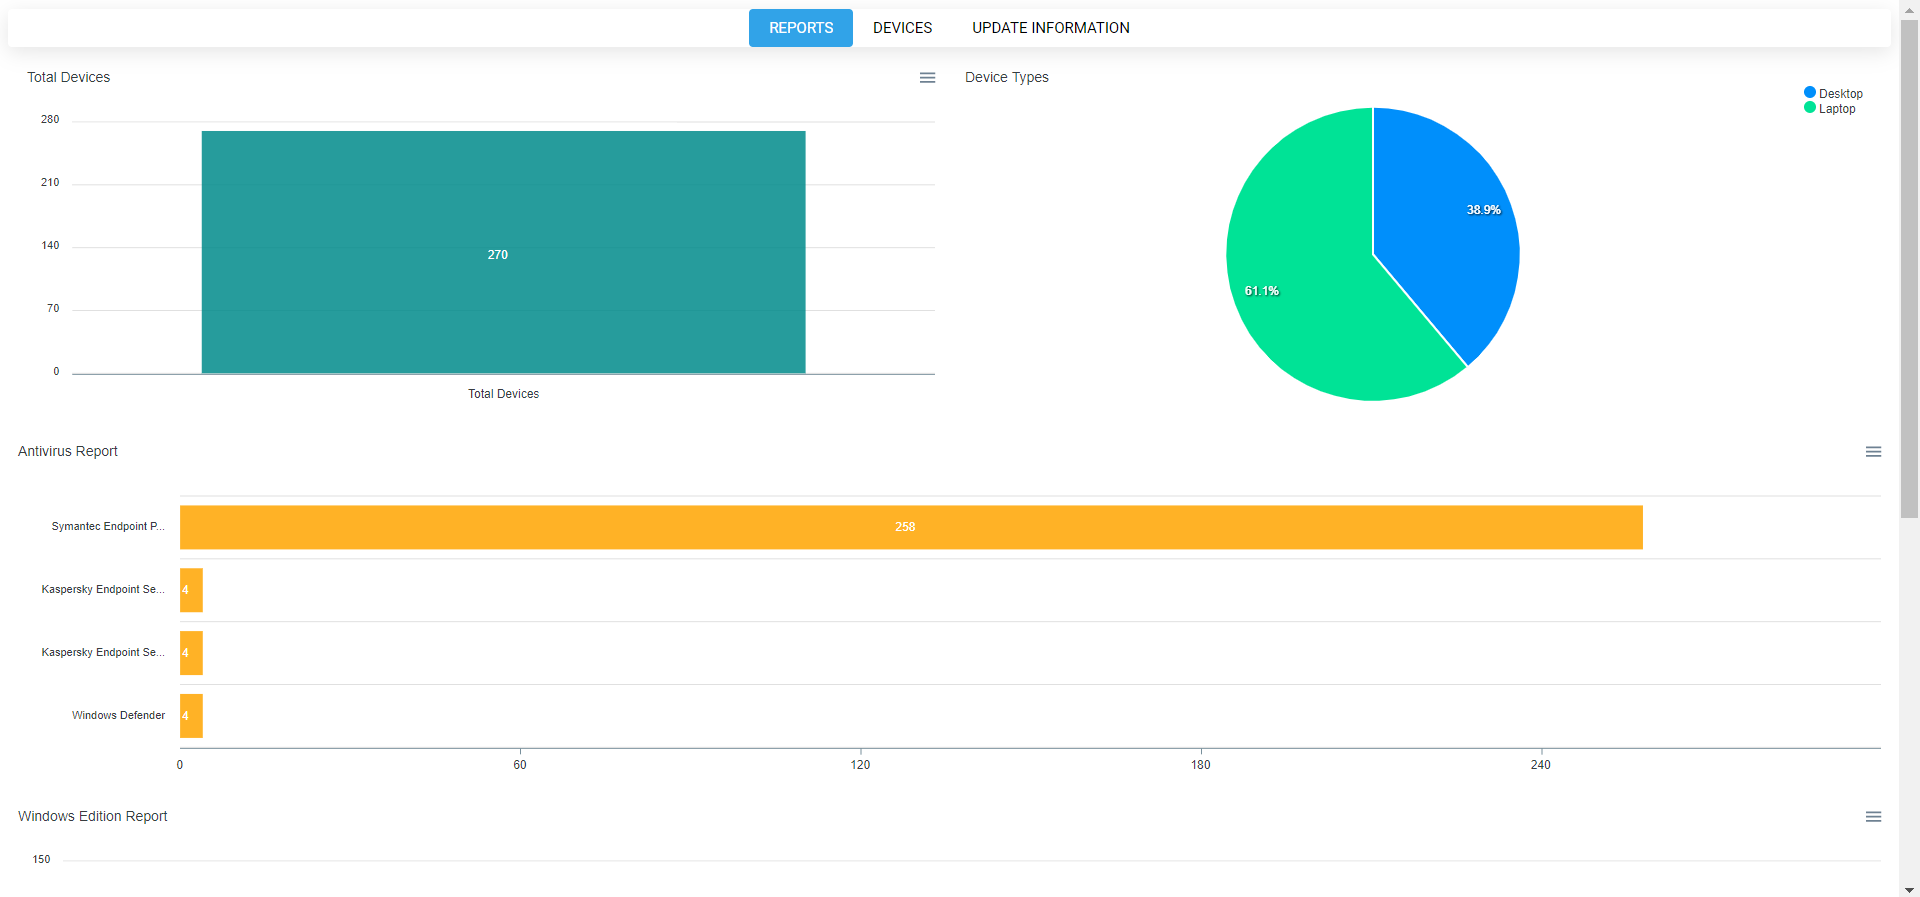 REPORTS DEVICES UPDATE INFORMATION
Total Devices
280
210
140
70
0
270
Total Devices
Device Types
Desktop
Laptop
38.9%
61.1%
Antivirus Report
Symantec Endpoint P... 258
Kaspersky Endpoint Se... 4
Kaspersky Endpoint Se... 4
Windows Defender 4
0 60 120 180 240
Windows Edition Report
150